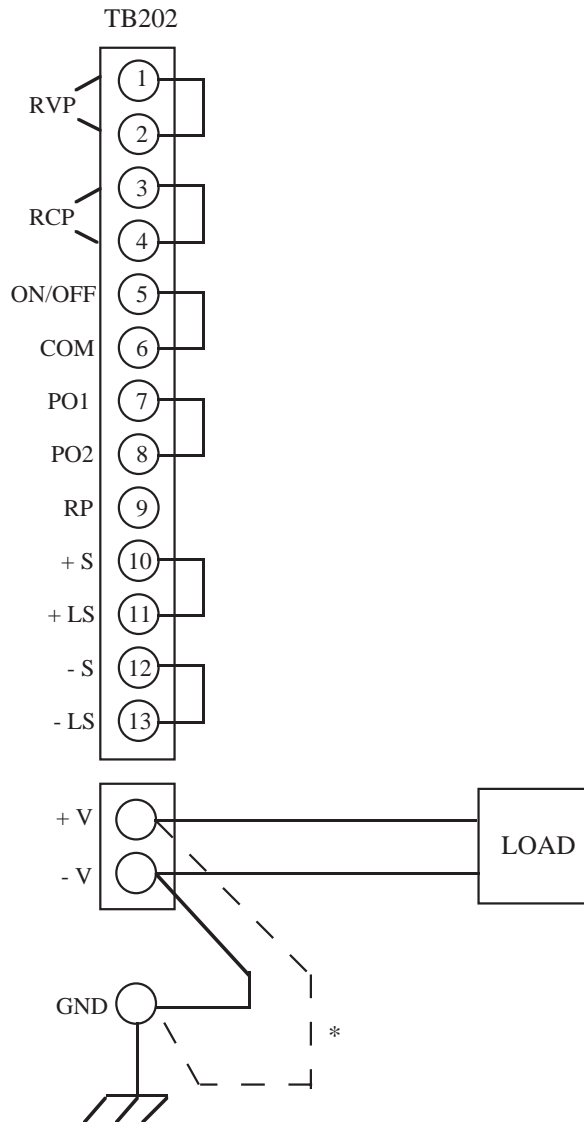 TB202
RVP
1
2
RCP
3
4
ON/OFF 5
COM 6
PO1 7
PO2 8
RP 9
+ S 10
+ LS 11
- S 12
- LS 13
+ V
- V
LOAD
GND
*